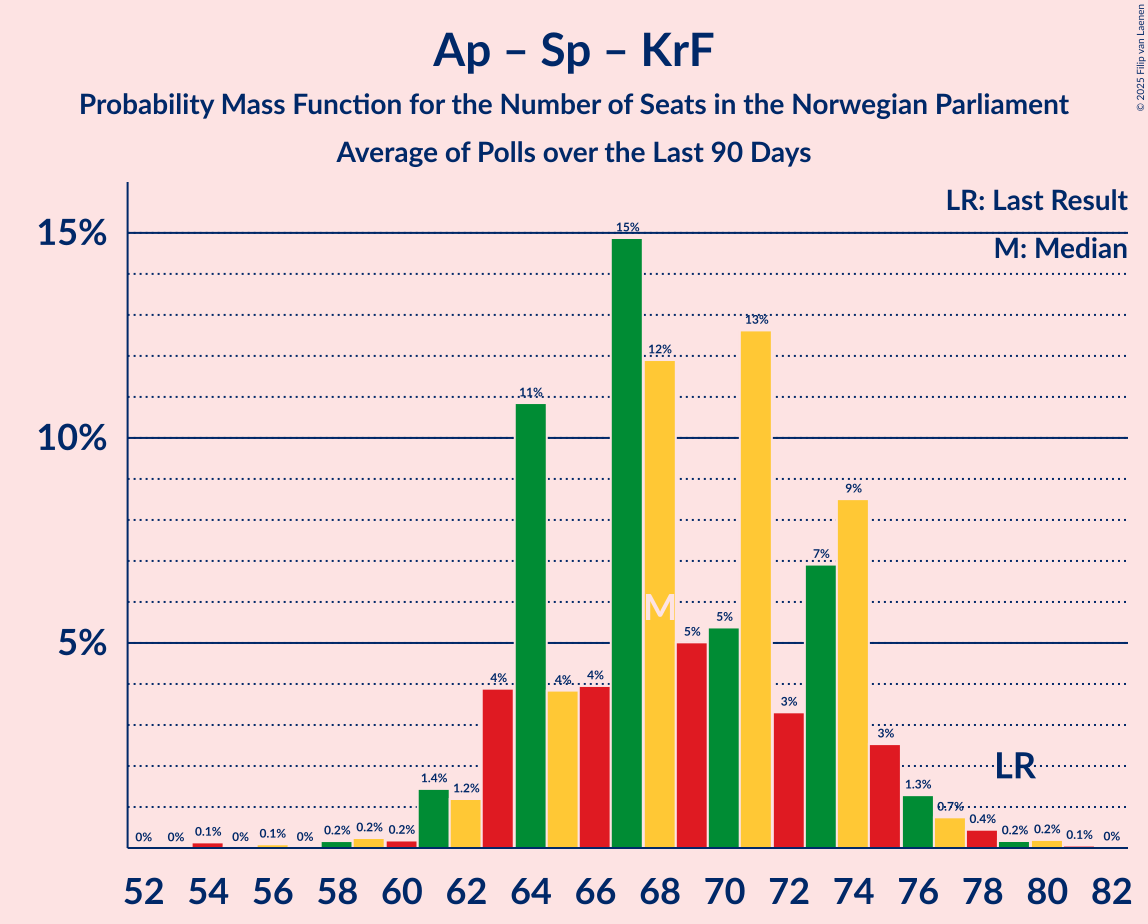 Ap – Sp – KrF
Probability Mass Function for the Number of Seats in the Norwegian Parliament
Average of Polls over the Last 90 Days
© 2025 Filip van Laenen
LR: Last Result
M: Median
15%
10%
5%
0% 0% 0.1% 0% 0.1% 0% 0.2% 0.2% 0.2% 1.4% 1.2% 4% 11% 4% 4% 15% 12% 5% 5% 13% 3% 7% 9% 3% 1.3% 0.7% 0.4% 0.2% 0.2% 0.1% 0%
M
LR
52 54 56 58 60 62 64 66 68 70 72 74 76 78 80 82